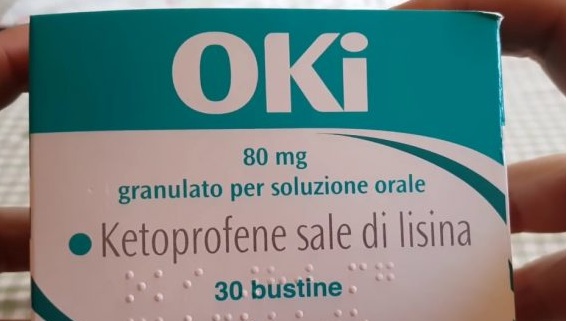 OKi
80 mg
granulato per soluzione orale
Ketoprofene sale di lisina
30 bustine